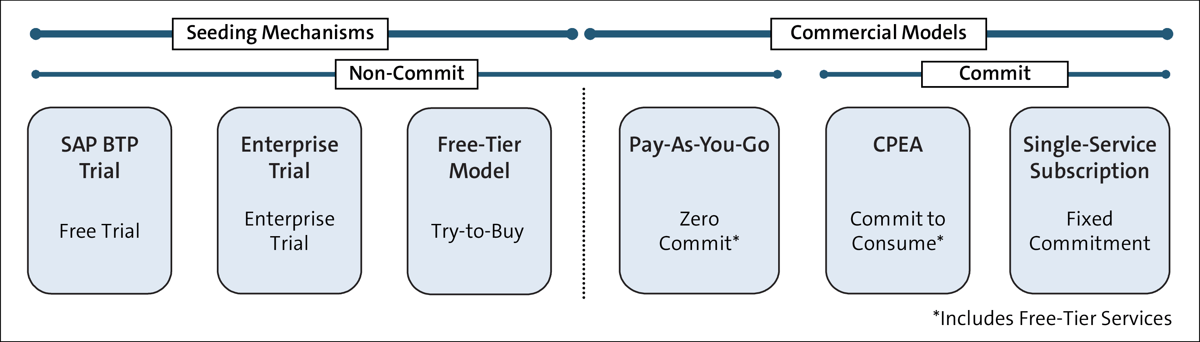 Seeding Mechanisms
Commercial Models
Non-Commit
Commit
SAP BTP
Trial
Free Trial
Enterprise
Trial
Enterprise
Trial
Free-Tier
Model
Try-to-Buy
Pay-As-You-Go
Zero
Commit*
CPEA
Commit to
Consume*
Single-Service
Subscription
Fixed
Commitment
*Includes Free-Tier Services